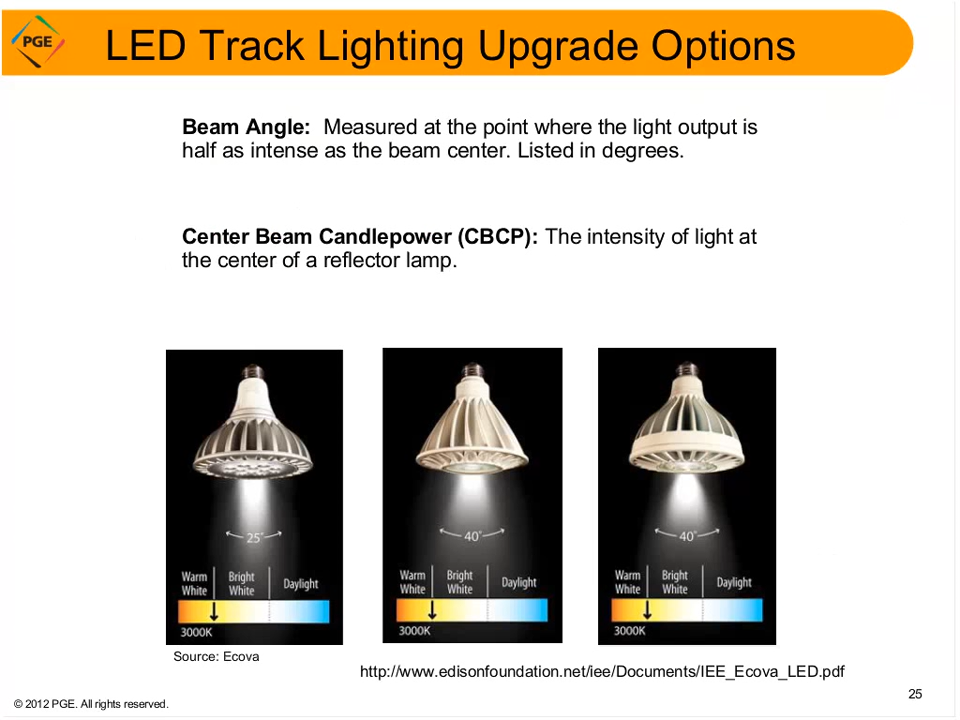 PGE
LED Track Lighting Upgrade Options
Beam Angle: Measured at the point where the light output is
half as intense as the beam center. Listed in degrees.
Center Beam Candlepower (CBCP): The intensity of light at
the center of a reflector lamp.
25°
Warm
White
Bright
White
Daylight
3000K
40°
Warm
White
Bright
White
Daylight
3000K
40°
Warm
White
Bright
White
Daylight
3000K
Source: Ecova
http://www.edisonfoundation.net/iee/Documents/IEE_Ecova_LED.pdf
25
© 2012 PGE. All rights reserved.